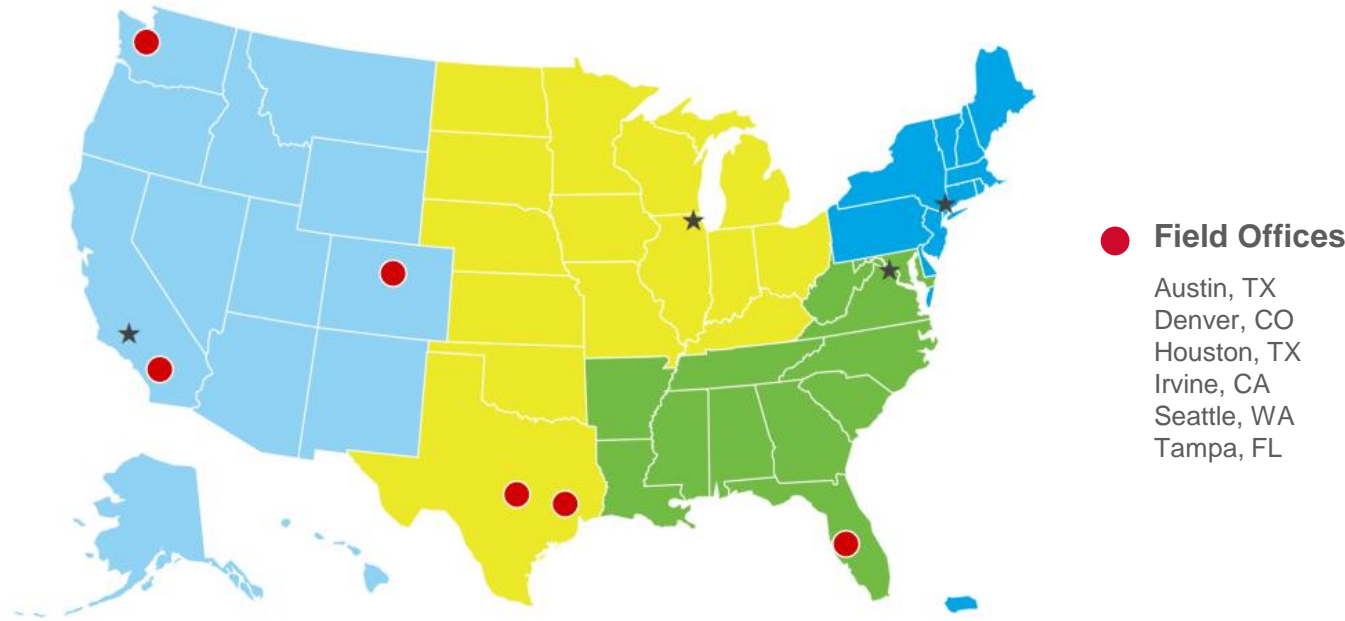 Field Offices
Austin, TX
Denver, CO
Houston, TX
Irvine, CA
Seattle, WA
Tampa, FL